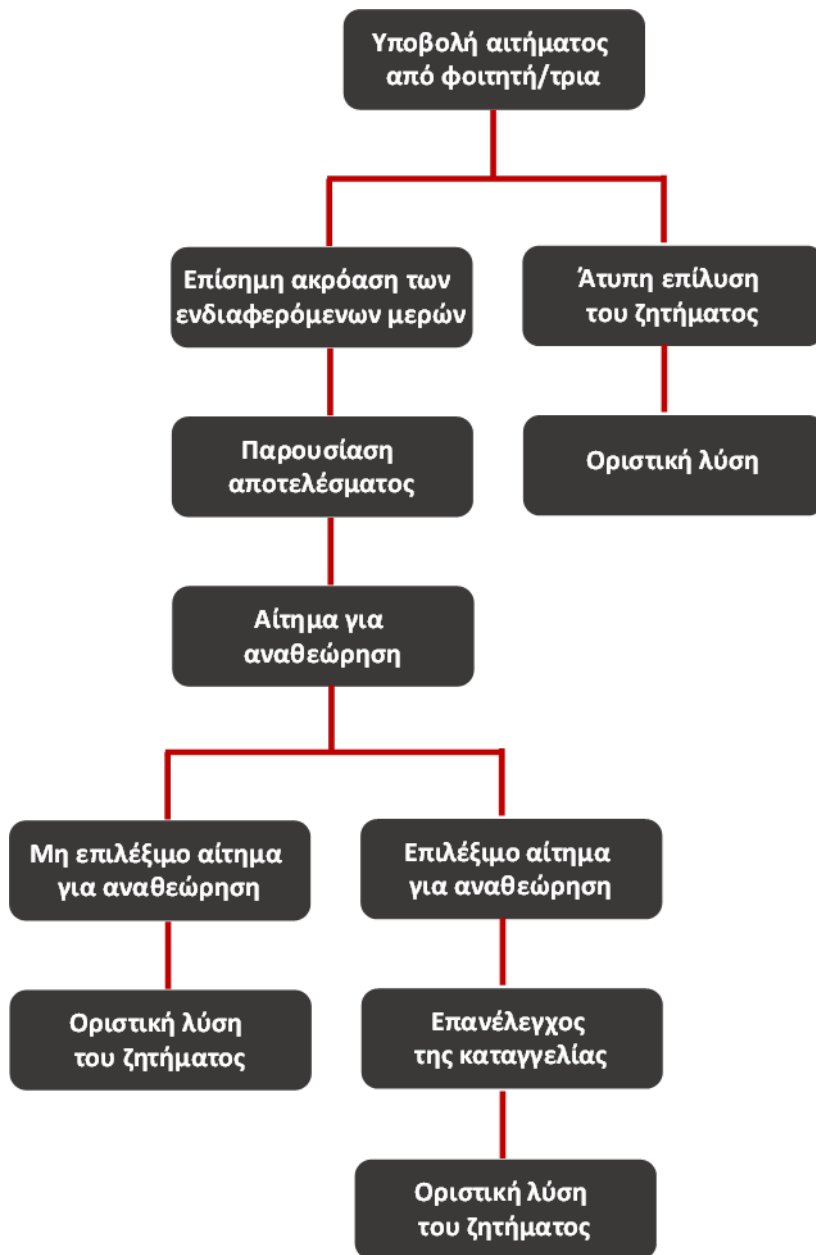 Υποβολή αιτήματος
από φοιτητή/τρια
Επίσημη ακρόαση των
ενδιαφερόμενων μερών
Άτυπη επίλυση
του ζητήματος
Παρουσίαση
αποτελέσματος
Οριστική λύση
Αίτημα για
αναθεώρηση
Μη επιλέξιμο αίτημα
για αναθεώρηση
Επιλέξιμο αίτημα
για αναθεώρηση
Οριστική λύση
του ζητήματος
Επανέλεγχος
της καταγγελίας
Οριστική λύση
του ζητήματος